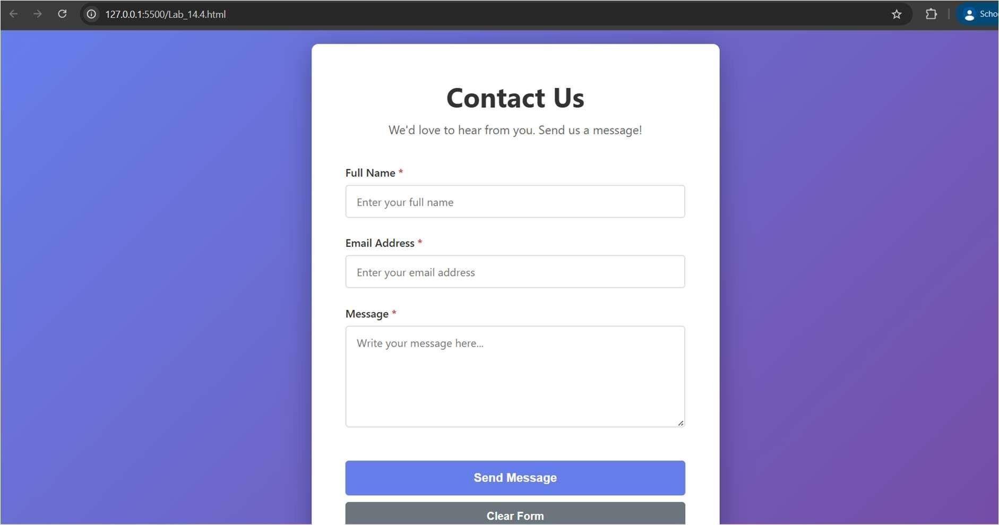 127.0.0.1:5500/Lab_14.4.html
Contact Us
We'd love to hear from you. Send us a message!
Full Name *
Enter your full name
Email Address *
Enter your email address
Message *
Write your message here...
Send Message
Clear Form